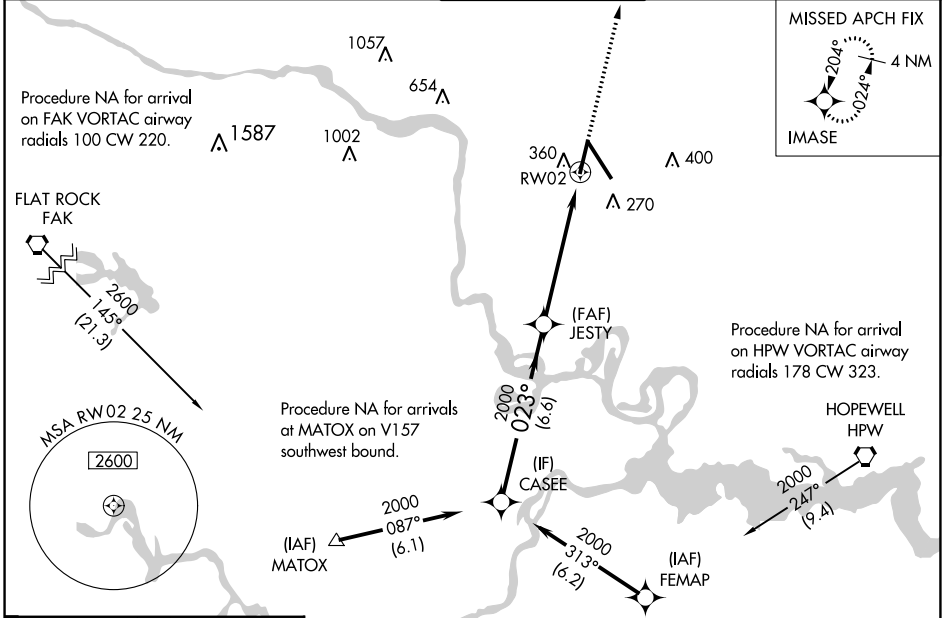 MISSED APCH FIX
204°
024°
4 NM
IMASE
1057
654
Procedure NA for arrival
on FAK VORTAC airway
radials 100 CW 220.
1587
1002
360
400
RW02
270
FLAT ROCK
FAK
2600
145°
(21.3)
(FAF)
JESTY
Procedure NA for arrival
on HPW VORTAC airway
radials 178 CW 323.
2000
023°
(6.6)
MSA RW02 25 NM
2600
Procedure NA for arrivals
at MATOX on V157
southwest bound.
HOPEWELL
HPW
(IF)
CASEE
2000
247°
(9.4)
2000
087°
(6.1)
(IAF)
MATOX
2000
313°
(6.2)
(IAF)
FEMAP